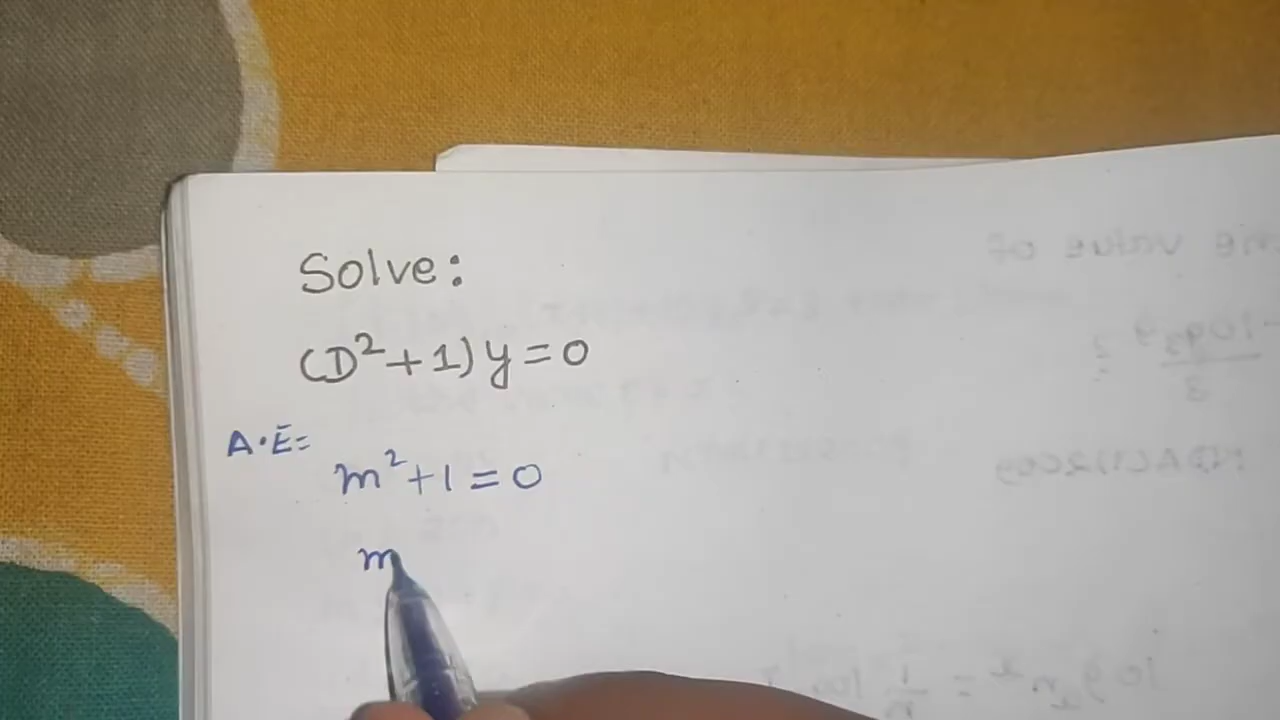 Solve:
(D²+1)y=0
A.E=
m²+1=0
m